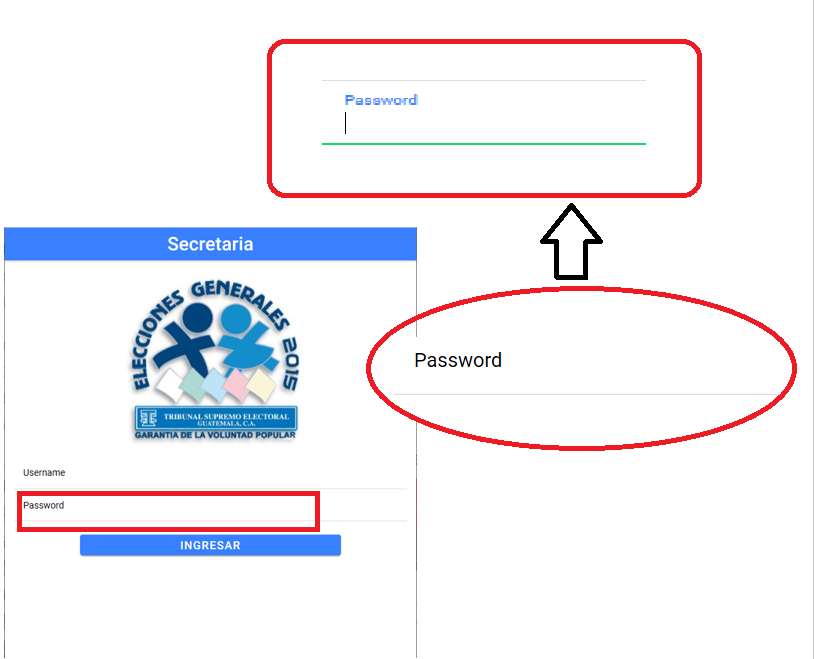 Password
Secretaria
ELECCIONES GENERALES 2015
TRIBUNAL SUPREMO ELECTORAL
GUATEMALA, C.A.
GARANTIA DE LA VOLUNTAD POPULAR
Password
Username
Password
INGRESAR